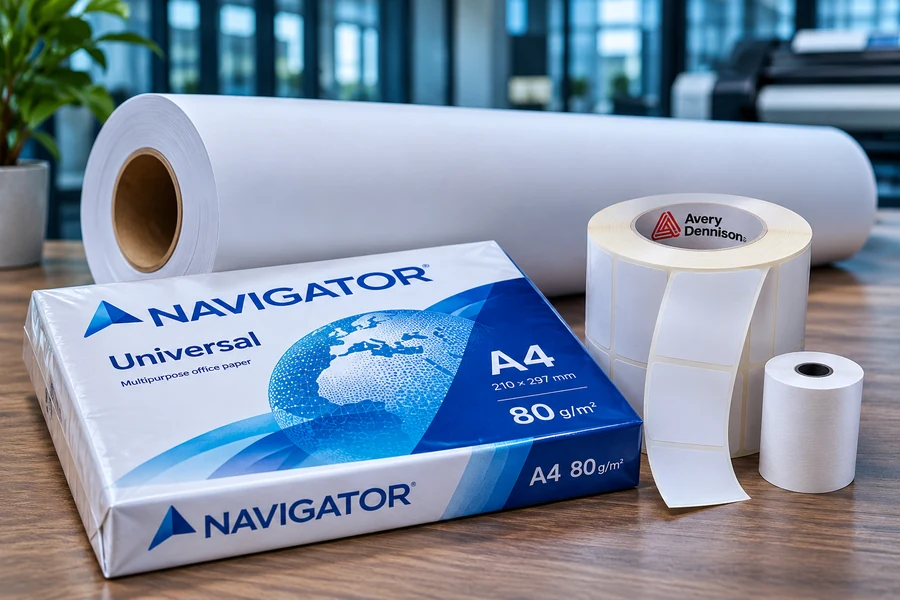 NAVIGATOR®
Universal
Multipurpose office paper
A4
210 x 297 mm
80 g/m²
NAVIGATOR®
A4 80 g/m²
Avery
Dennison